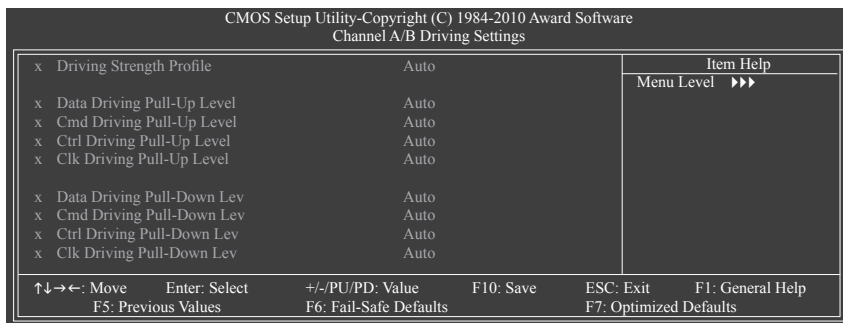 CMOS Setup Utility-Copyright (C) 1984-2010 Award Software
Channel A/B Driving Settings
x Driving Strength Profile Auto
Item Help
Menu Level ►►►
x Data Driving Pull-Up Level Auto
x Cmd Driving Pull-Up Level Auto
x Ctrl Driving Pull-Up Level Auto
x Clk Driving Pull-Up Level Auto
x Data Driving Pull-Down Lev Auto
x Cmd Driving Pull-Down Lev Auto
x Ctrl Driving Pull-Down Lev Auto
x Clk Driving Pull-Down Lev Auto
↑↓→←: Move Enter: Select +/-/PU/PD: Value F10: Save ESC: Exit F1: General Help
F5: Previous Values F6: Fail-Safe Defaults F7: Optimized Defaults